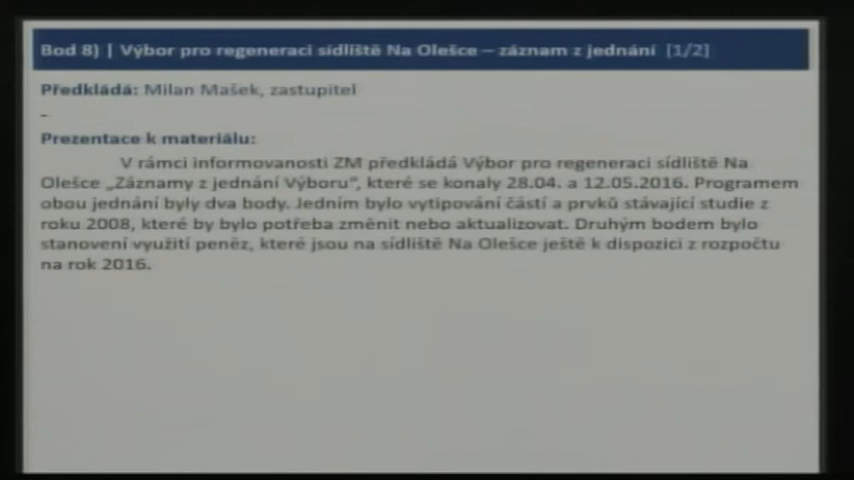 Bod 8) | Výbor pro regeneraci sídliště Na Olešce – záznam z jednání [1/2]
Předkládá: Milan Mašek, zastupitel
-
Prezentace k materiálu:
V rámci informovanosti ZM předkládá Výbor pro regeneraci sídliště Na
Olešce „Záznamy z jednání Výboru“, které se konaly 28.04. a 12.05.2016. Programem
obou jednání byly dva body. Jedním bylo vytipování částí a prvků stávající studie z
roku 2008, které by bylo potřeba změnit nebo aktualizovat. Druhým bodem bylo
stanovení využití peněz, které jsou na sídliště Na Olešce ještě k dispozici z rozpočtu
na rok 2016.